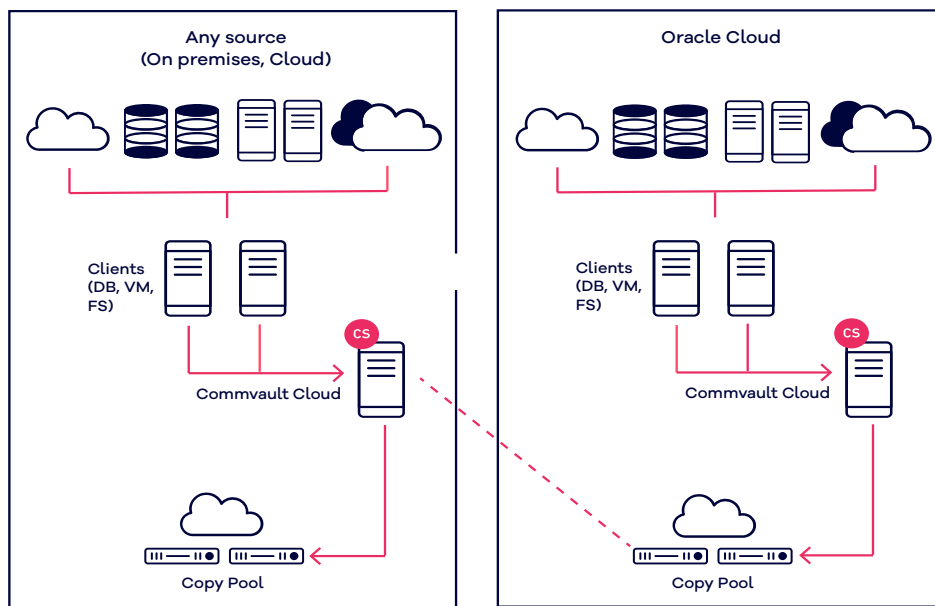 Any source
(On premises, Cloud)
Clients
(DB, VM,
FS)
CS
Commvault Cloud
Copy Pool
Oracle Cloud
Clients
(DB, VM,
FS)
CS
Commvault Cloud
Copy Pool